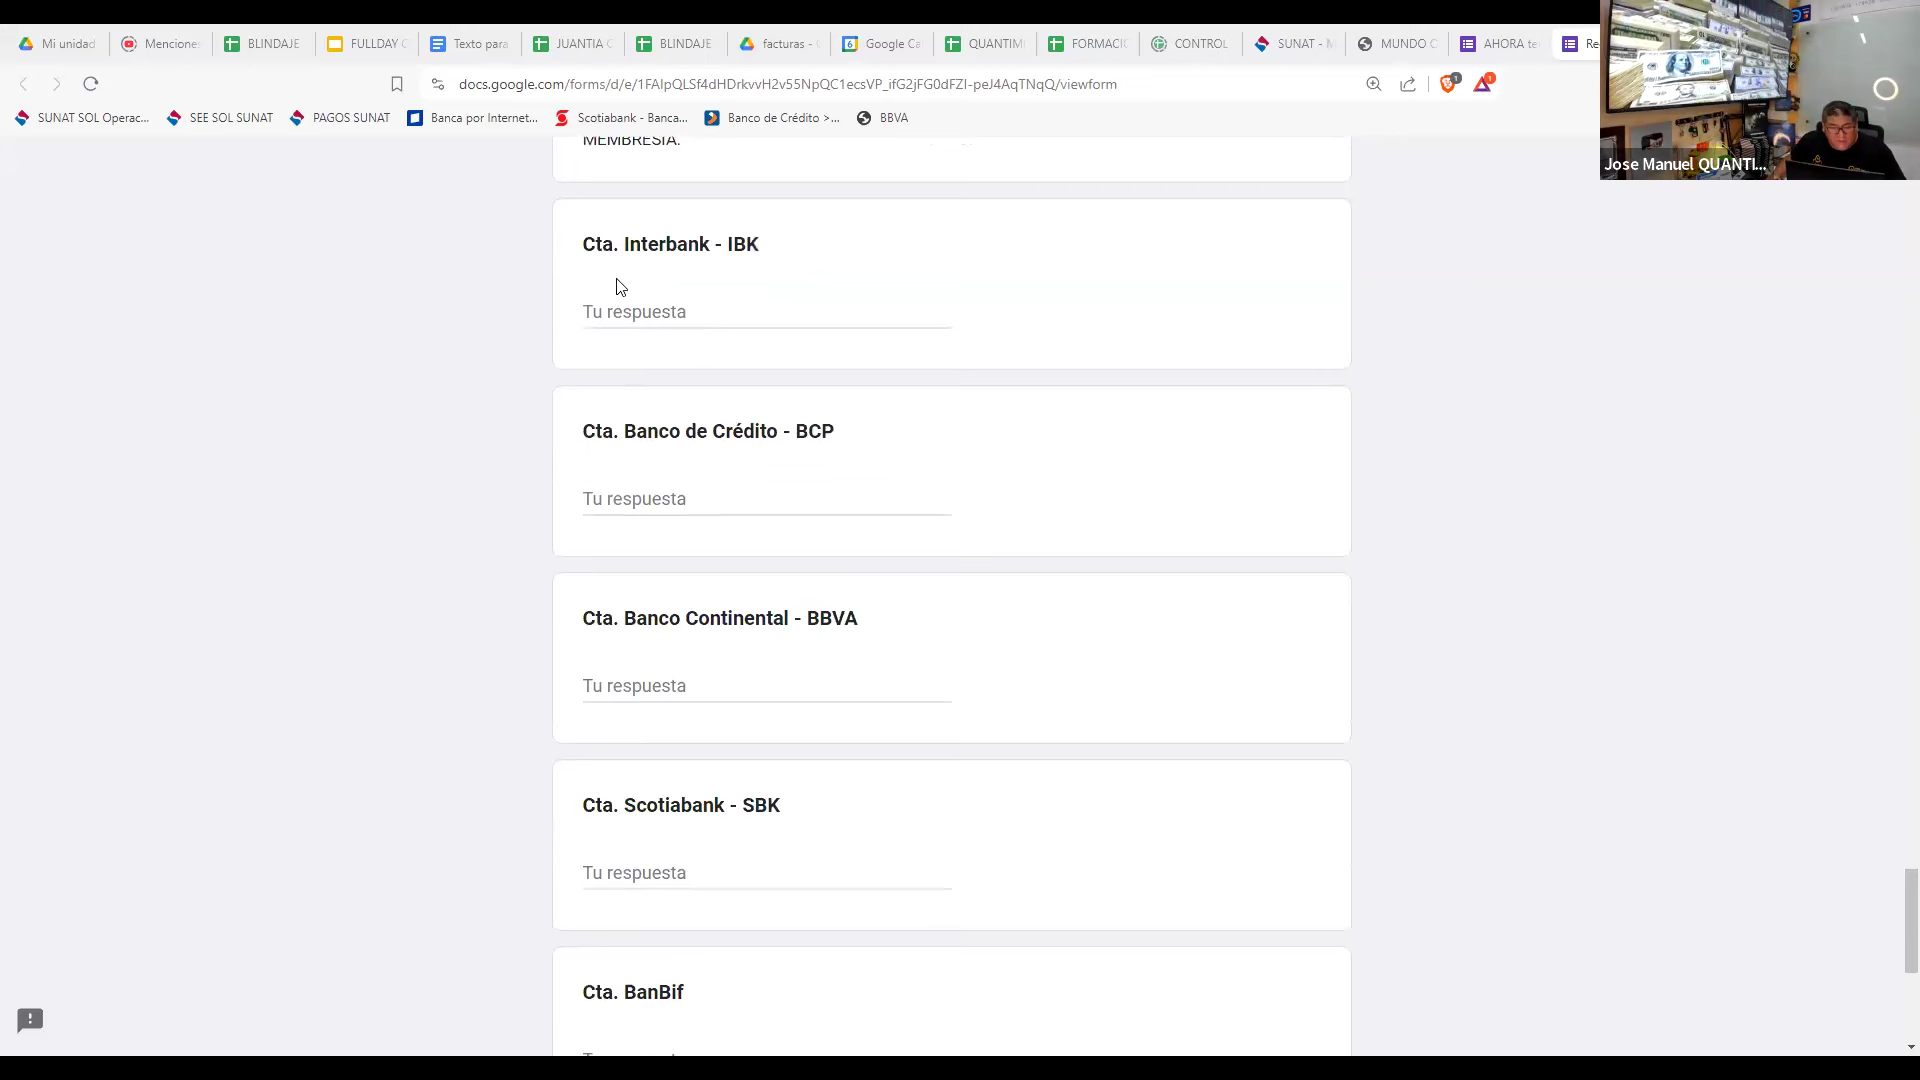 Mi unidad
Mencione
BLINDAJE
FULLDAY
Texto para
JUANTIA
BLINDAJE
facturas -
Google Ca
QUANTIM
FORMACI
CONTROL
SUNAT -
MUNDO
AHORA te
Re
docs.google.com/forms/d/e/1FAIpQLSf4dHDrkvvH2v55NpQC1ecsVP_ifG2jFG0dFZI-peJ4AqTNqQ/viewform
1
1
SUNAT SOL Operac...
SEE SOL SUNAT
PAGOS SUNAT
Banca por Internet...
Scotiabank - Banca...
Banco de Crédito >...
BBVA
Jose Manuel QUANTI...
MEMBRESIA.
Cta. Interbank - IBK
Tu respuesta
Cta. Banco de Crédito - BCP
Tu respuesta
Cta. Banco Continental - BBVA
Tu respuesta
Cta. Scotiabank - SBK
Tu respuesta
Cta. BanBif